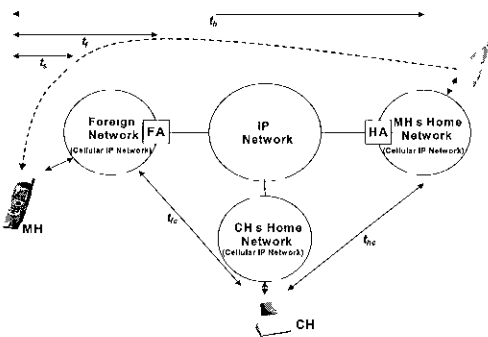 t_h
t_f
t_s
Foreign
Network
(Cellular IP Network)
FA
IP
Network
HA
MH s Home
Network
(Cellular IP Network)
MH
t_fc
CH s Home
Network
(Cellular IP Network)
t_hc
CH